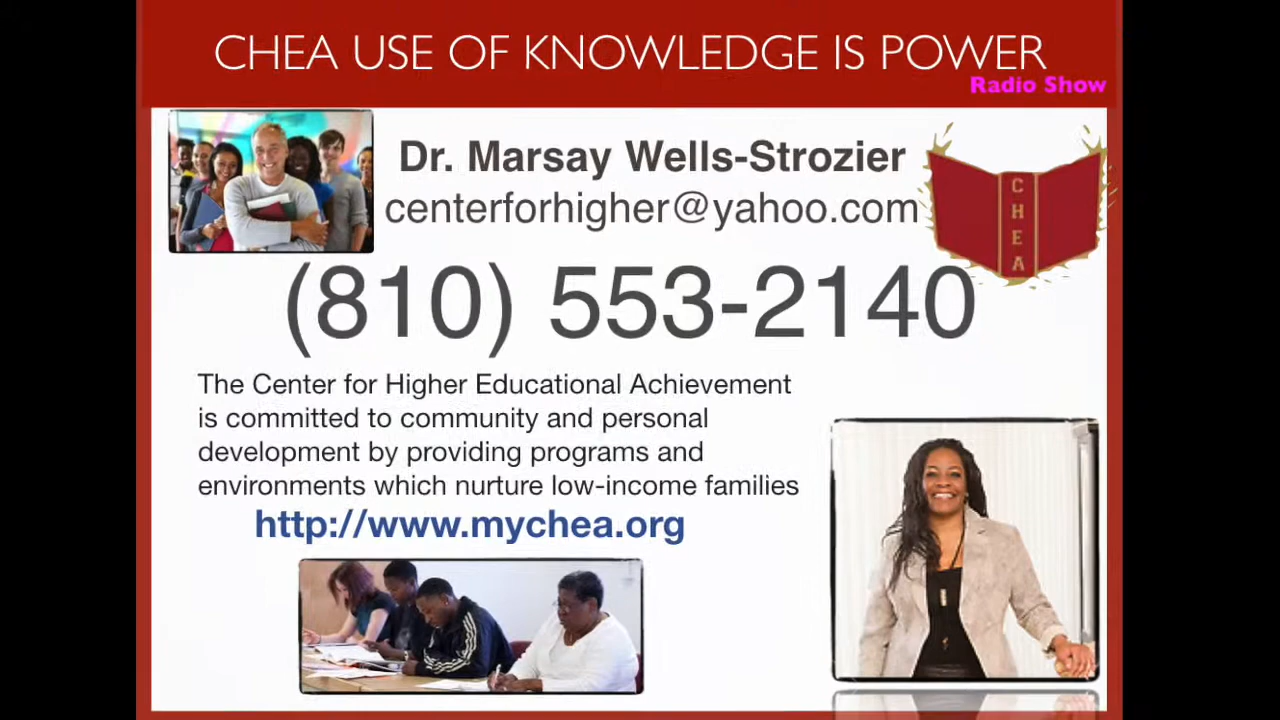 CHEA USE OF KNOWLEDGE IS POWER
Radio Show
Dr. Marsay Wells-Strozier
centerforhigher@yahoo.com
CHEA
(810) 553-2140
The Center for Higher Educational Achievement
is committed to community and personal
development by providing programs and
environments which nurture low-income families
http://www.mychea.org